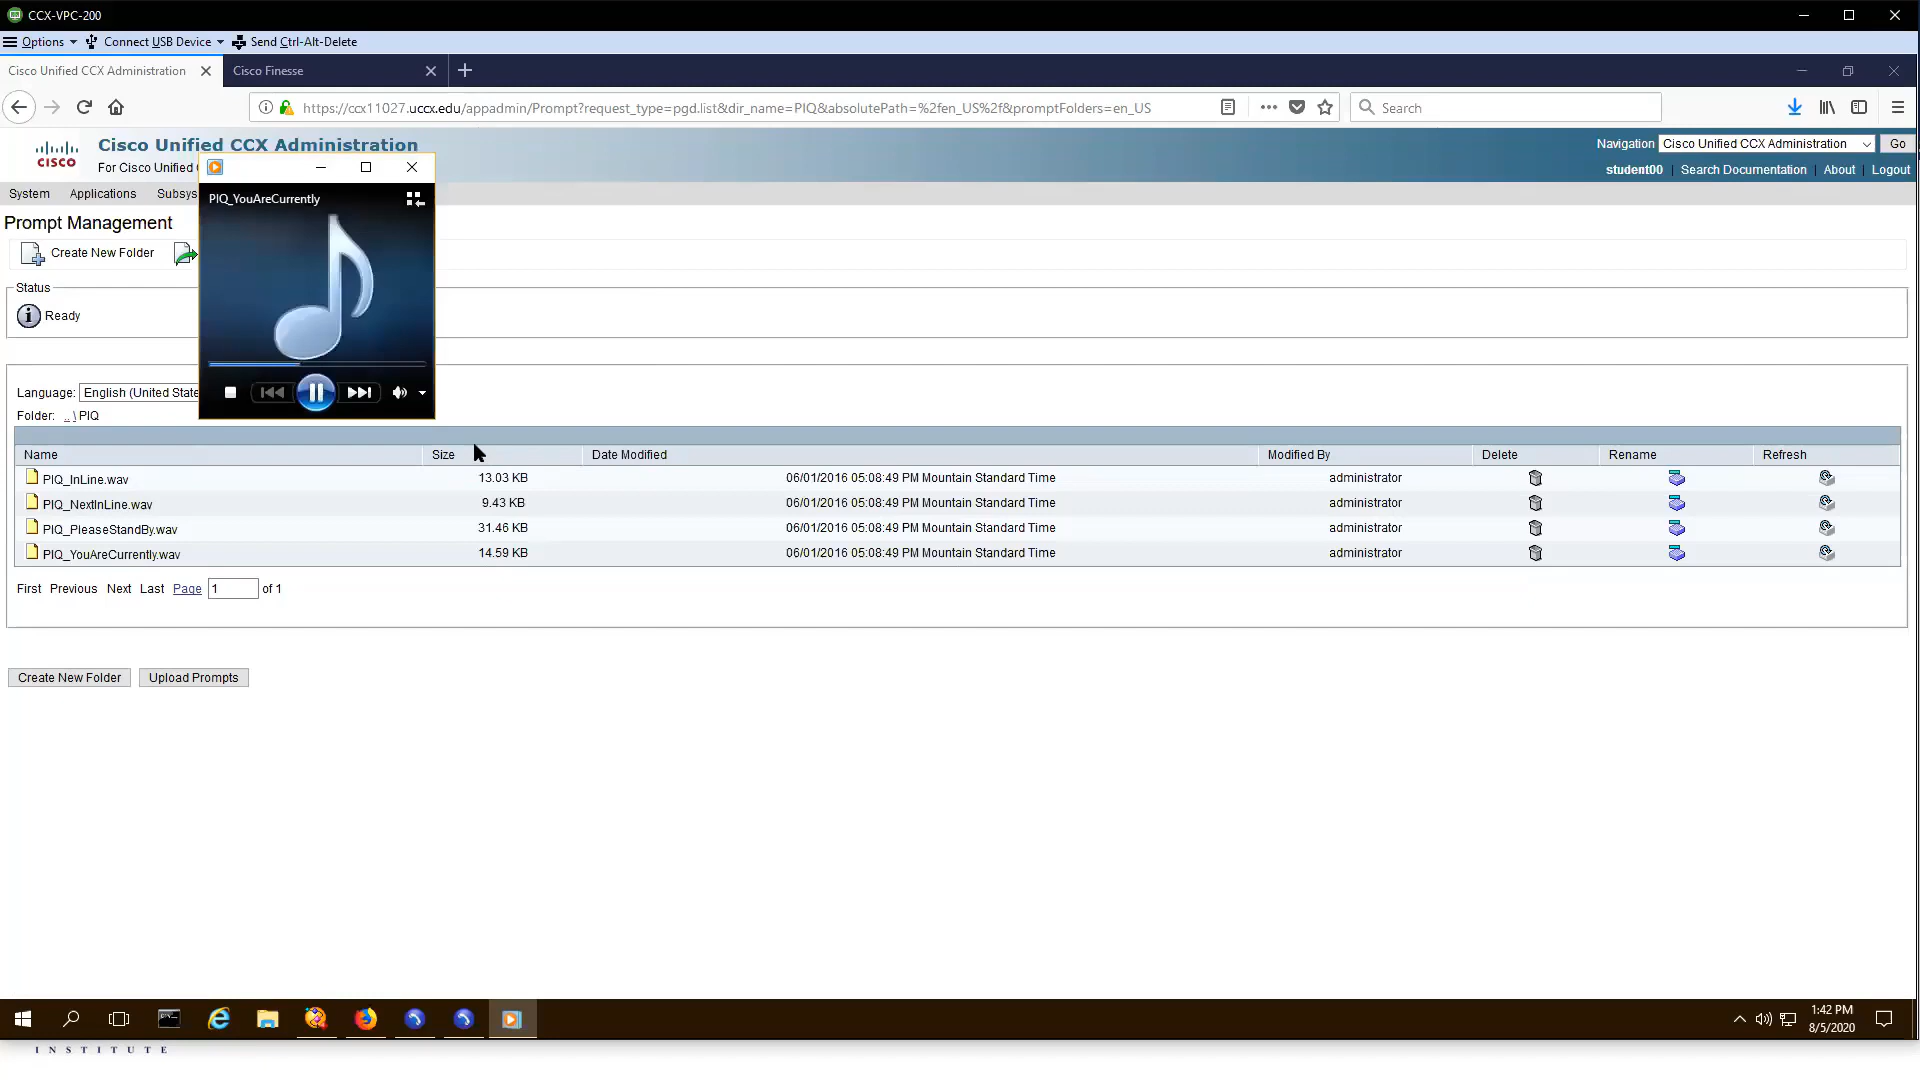 CCX-VPC-200
Options Connect USB Device Send Ctrl-Alt-Delete
Cisco Unified CCX Administration Cisco Finesse
https://ccx11027.uccx.edu/appadmin/Prompt?request_type=pgd.list&dir_name=PIQ&absolutePath=%2fen_US%2f&promptFolders=en_US Search
CISCO
Cisco Unified CCX Administration
For Cisco Unified
Navigation Cisco Unified CCX Administration Go
student00 | Search Documentation | About | Logout
System Applications Subsys
Prompt Management
Create New Folder
PIQ_YouAreCurrently
Status
Ready
Language: English (United State
Folder: .. \ PIQ
Name Size Date Modified Modified By Delete Rename Refresh
PIQ_InLine.wav 13.03 KB 06/01/2016 05:08:49 PM Mountain Standard Time administrator
PIQ_NextInLine.wav 9.43 KB 06/01/2016 05:08:49 PM Mountain Standard Time administrator
PIQ_PleaseStandBy.wav 31.46 KB 06/01/2016 05:08:49 PM Mountain Standard Time administrator
PIQ_YouAreCurrently.wav 14.59 KB 06/01/2016 05:08:49 PM Mountain Standard Time administrator
First Previous Next Last Page 1 of 1
Create New Folder Upload Prompts
1:42 PM
8/5/2020
INSTITUTE